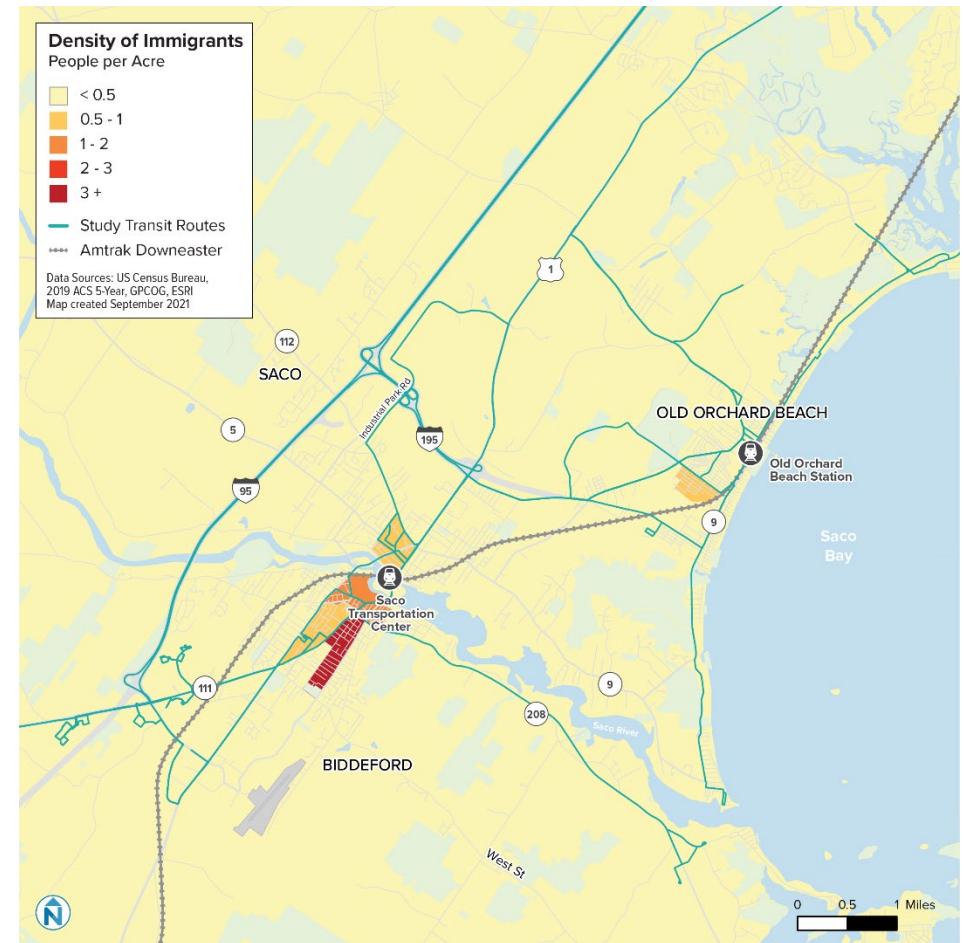 Density of Immigrants
People per Acre
< 0.5
0.5 - 1
1 - 2
2 - 3
3 +
Study Transit Routes
Amtrak Downeaster
Data Sources: US Census Bureau,
2019 ACS 5-Year, GPCOG, ESRI
Map created September 2021
1
112
SACO
Industrial Park Rd
5
195
OLD ORCHARD BEACH
Old Orchard
Beach Station
95
9
Saco
Bay
Saco
Transportation
Center
111
9
208
Saco River
BIDDEFORD
West St
N
0 0.5 1 Miles